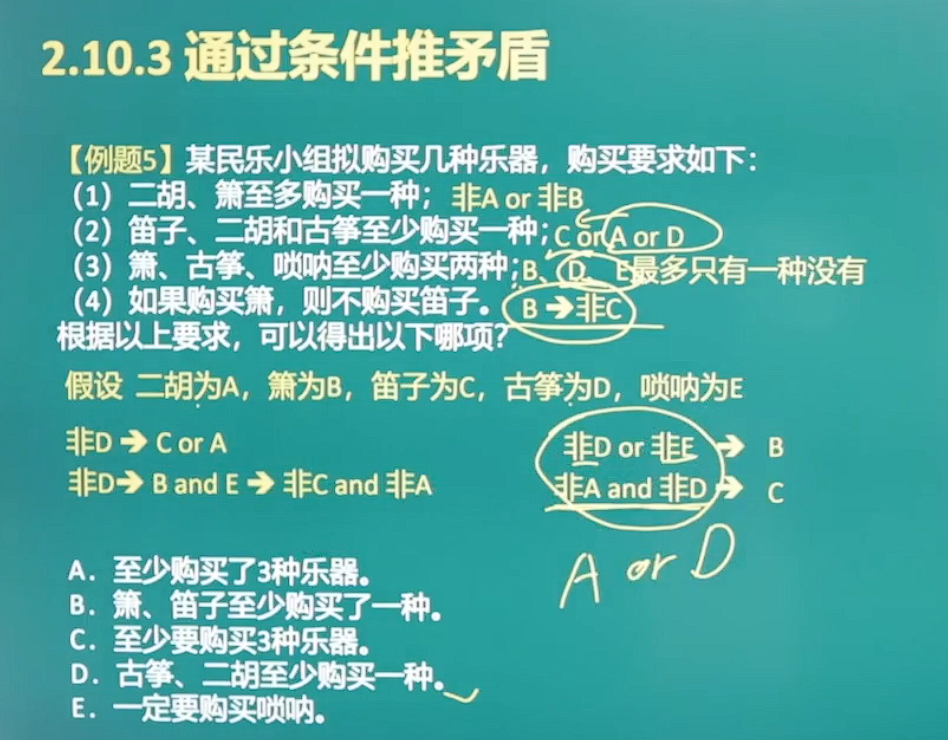 2.10.3 通过条件推矛盾
【例题5】某民乐小组拟购买几种乐器，购买要求如下：
（1）二胡、箫至多购买一种；非A or 非B
（2）笛子、二胡和古筝至少购买一种；C or A or D
（3）箫、古筝、唢呐至少购买两种；B、D、E最多只有一种没有
（4）如果购买箫，则不购买笛子。 B➔非C
根据以上要求，可以得出以下哪项？
假设 二胡为A，箫为B，笛子为C，古筝为D，唢呐为E
非D ➔ C or A
非D➔ B and E ➔ 非C and 非A
非D or 非E ➔ B
非A and 非D ➔ C
A or D
A. 至少购买了3种乐器。
B. 箫、笛子至少购买了一种。
C. 至少要购买3种乐器。
D. 古筝、二胡至少购买一种。
E. 一定要购买唢呐。